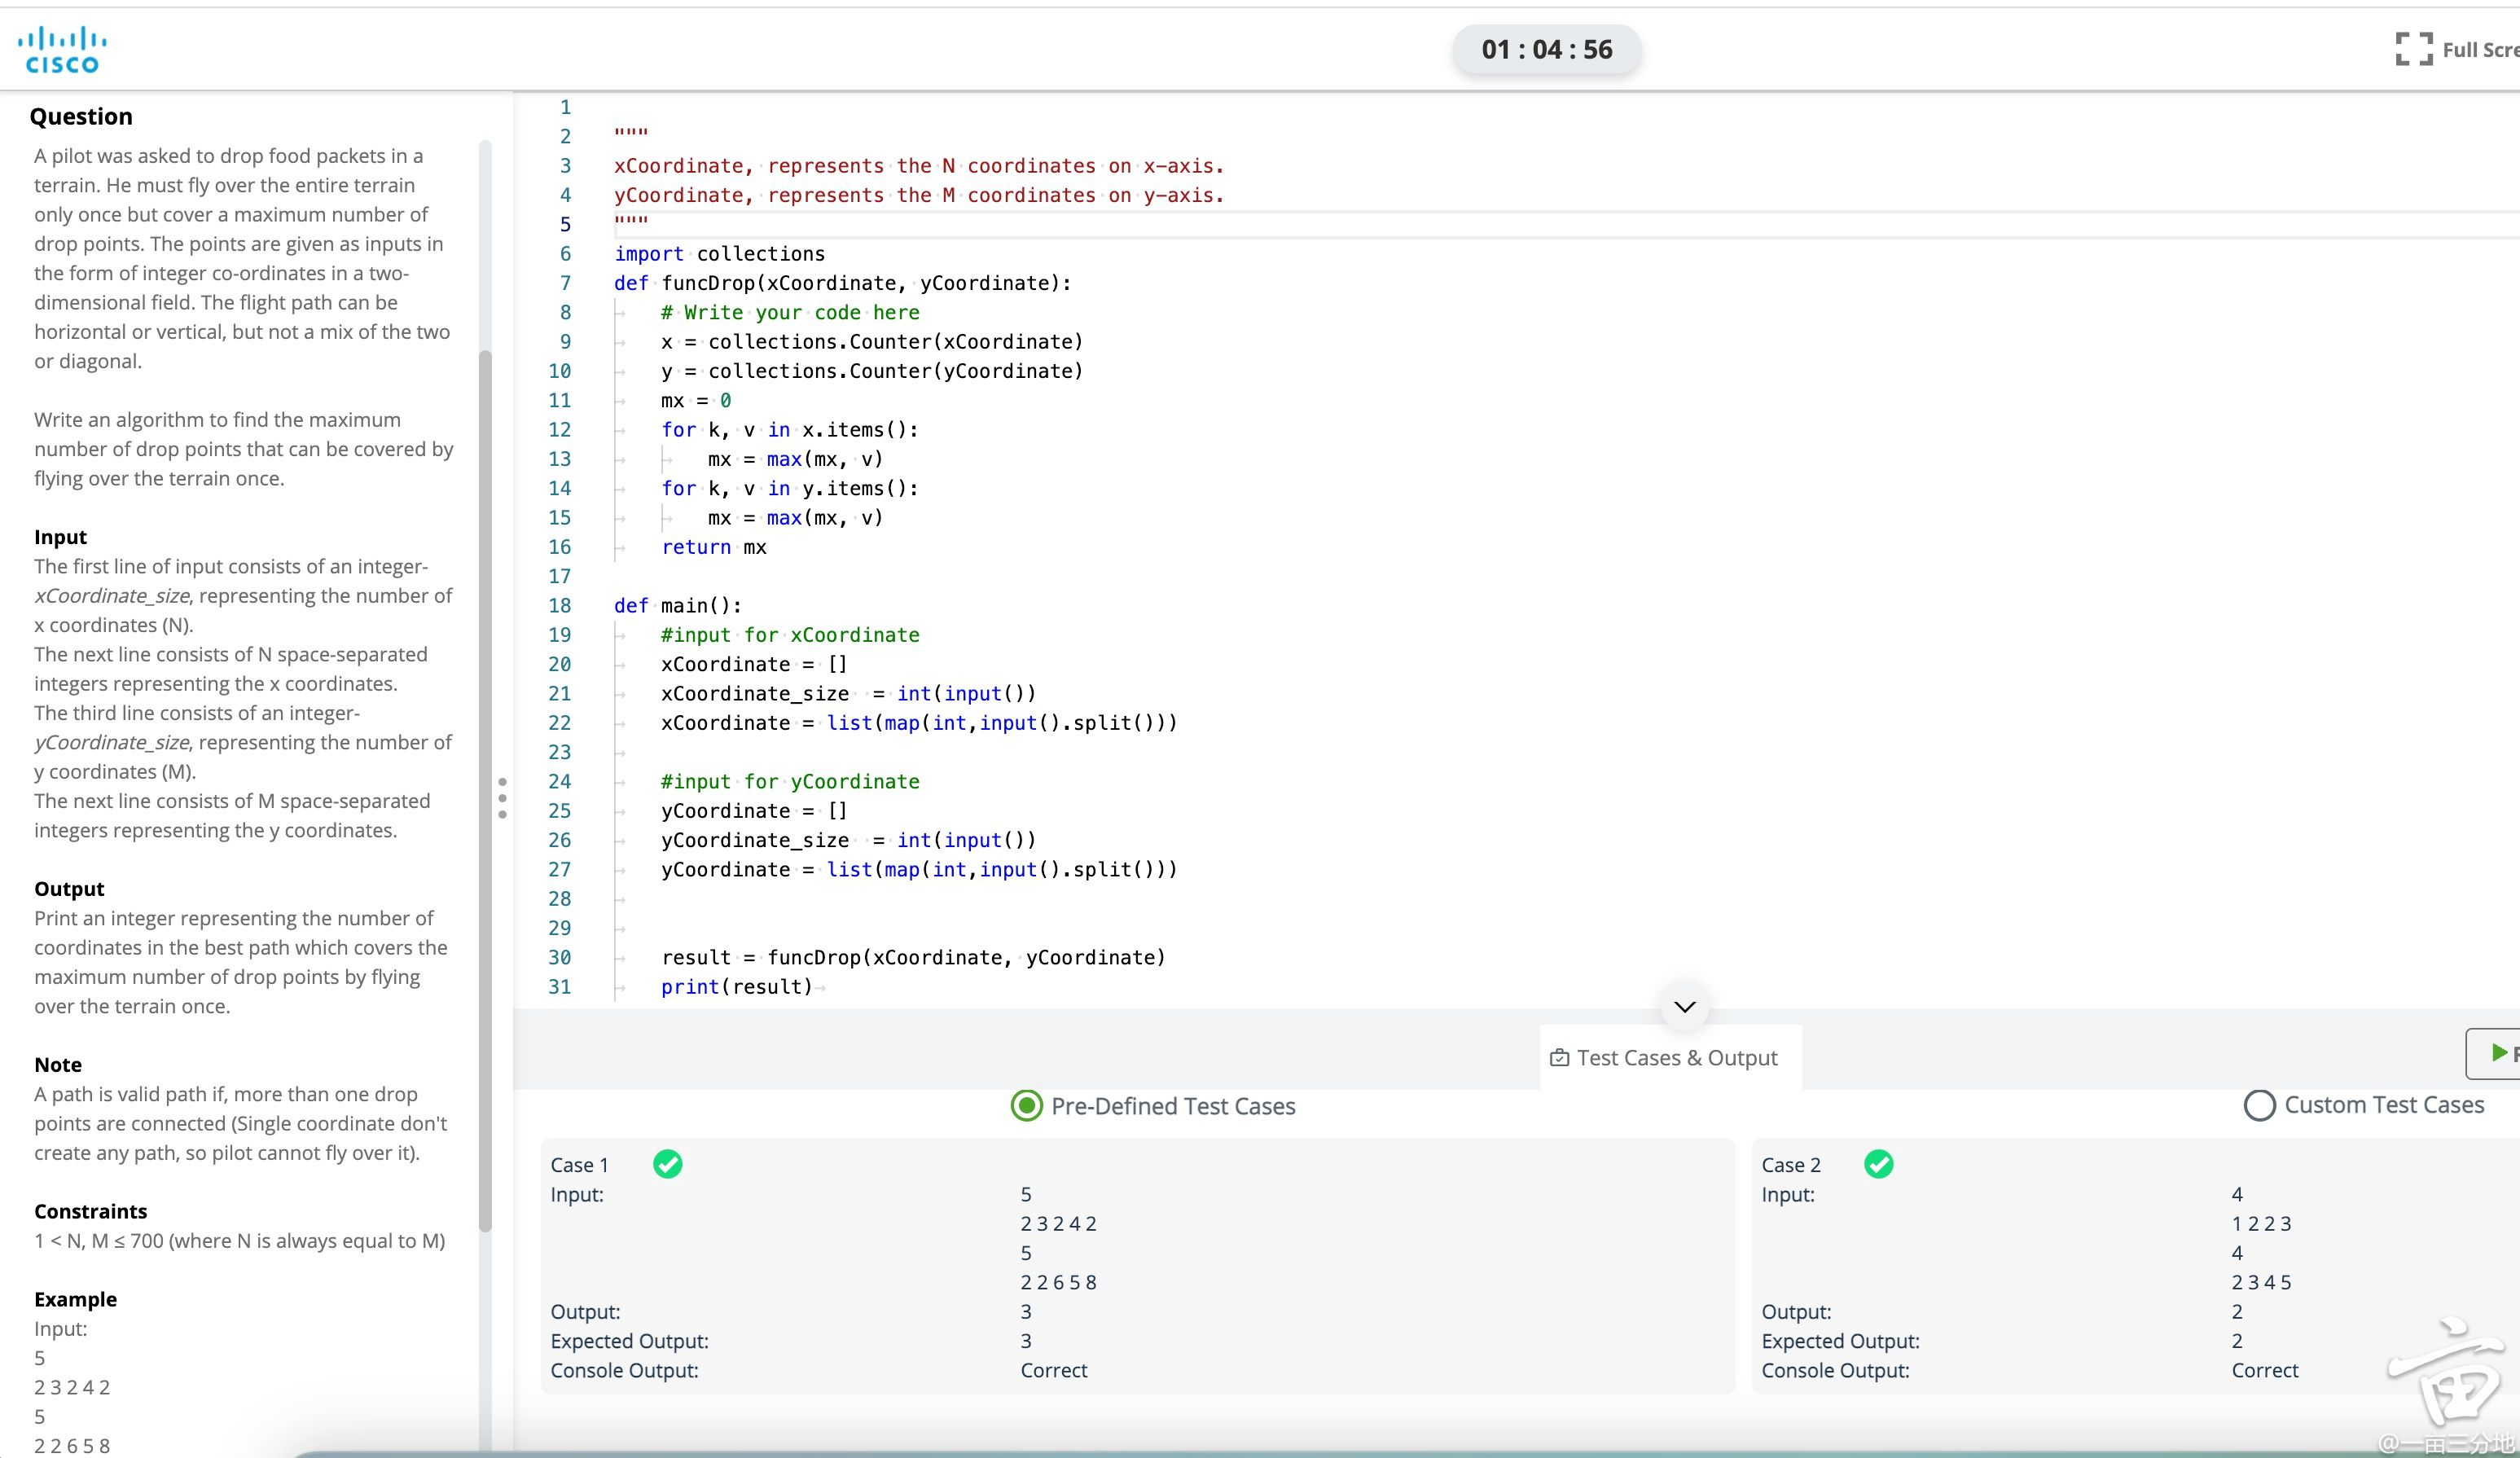 CISCO
01 : 04 : 56
Full Scre
Question
A pilot was asked to drop food packets in a
terrain. He must fly over the entire terrain
only once but cover a maximum number of
drop points. The points are given as inputs in
the form of integer co-ordinates in a two-
dimensional field. The flight path can be
horizontal or vertical, but not a mix of the two
or diagonal.
Write an algorithm to find the maximum
number of drop points that can be covered by
flying over the terrain once.
Input
The first line of input consists of an integer-
xCoordinate_size, representing the number of
x coordinates (N).
The next line consists of N space-separated
integers representing the x coordinates.
The third line consists of an integer-
yCoordinate_size, representing the number of
y coordinates (M).
The next line consists of M space-separated
integers representing the y coordinates.
Output
Print an integer representing the number of
coordinates in the best path which covers the
maximum number of drop points by flying
over the terrain once.
Note
A path is valid path if, more than one drop
points are connected (Single coordinate don't
create any path, so pilot cannot fly over it).
Constraints
1 < N, M ≤ 700 (where N is always equal to M)
Example
Input:
5
2 3 2 4 2
5
2 2 6 5 8
1
2 """
3 xCoordinate, represents the N coordinates on x-axis.
4 yCoordinate, represents the M coordinates on y-axis.
5 """
6 import collections
7 def funcDrop(xCoordinate, yCoordinate):
8 # Write your code here
9 x = collections.Counter(xCoordinate)
10 y = collections.Counter(yCoordinate)
11 mx = 0
12 for k, v in x.items():
13 mx = max(mx, v)
14 for k, v in y.items():
15 mx = max(mx, v)
16 return mx
17
18 def main():
19 #input for xCoordinate
20 xCoordinate = []
21 xCoordinate_size = int(input())
22 xCoordinate = list(map(int,input().split()))
23
24 #input for yCoordinate
25 yCoordinate = []
26 yCoordinate_size = int(input())
27 yCoordinate = list(map(int,input().split()))
28
29
30 result = funcDrop(xCoordinate, yCoordinate)
31 print(result)
Test Cases & Output
Pre-Defined Test Cases
Custom Test Cases
Case 1
Input:
5
2 3 2 4 2
5
2 2 6 5 8
Output: 3
Expected Output: 3
Console Output: Correct
Case 2
Input:
4
1 2 2 3
4
2 3 4 5
Output: 2
Expected Output: 2
Console Output: Correct
@一亩三分地